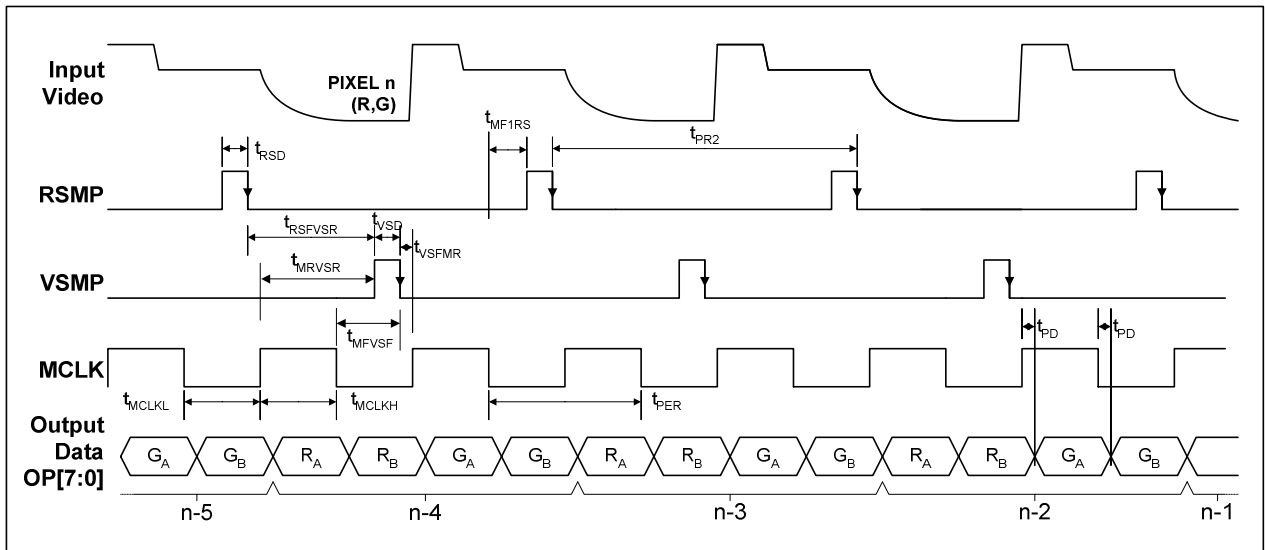 Input
Video
PIXEL n
(R,G)
tMF1RS
tPR2
tRSD
RSMP
tRSFVSR
tVSD
tVSFMR
tMRVSR
VSMP
tMFVSF
tPD
tPD
MCLK
tMCLKL
tMCLKH
tPER
Output
Data
OP[7:0]
GA GB RA RB GA GB RA RB GA GB RA RB GA GB
n-5 n-4 n-3 n-2 n-1